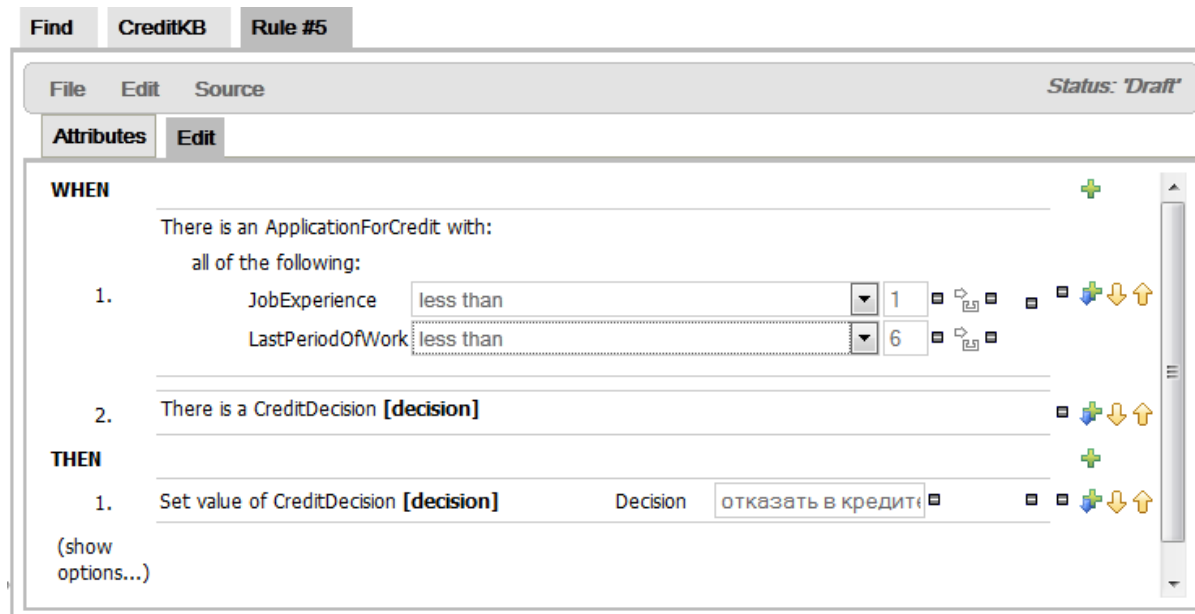 Find CreditKB Rule #5
File Edit Source Status: 'Draft'
Attributes Edit
WHEN
There is an ApplicationForCredit with:
all of the following:
1. JobExperience less than 1
LastPeriodOfWork less than 6
2. There is a CreditDecision [decision]
THEN
1. Set value of CreditDecision [decision] Decision отказать в кредите
(show
options...)